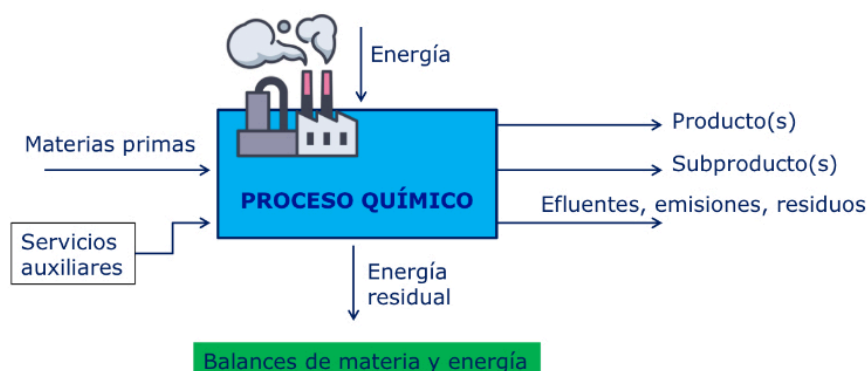 Energía
Materias primas
Servicios
auxiliares
PROCESO QUÍMICO
Producto(s)
Subproducto(s)
Efluentes, emisiones, residuos
Energía
residual
Balances de materia y energía